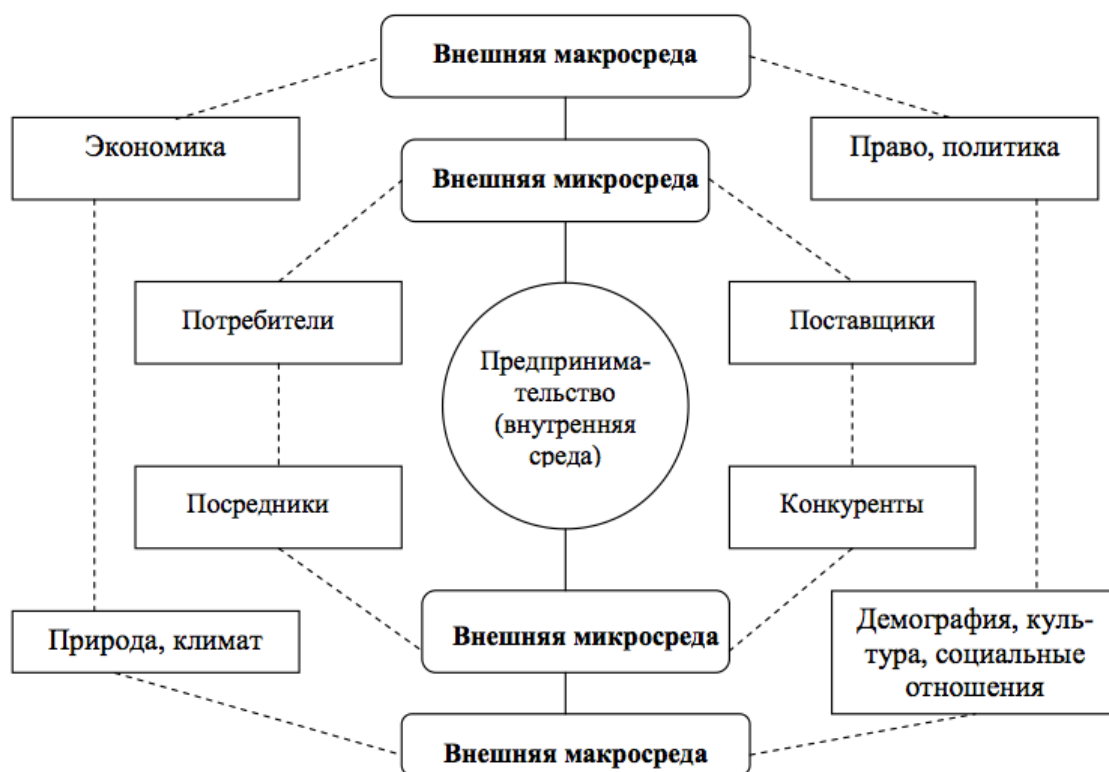 Внешняя макросреда
Экономика
Право, политика
Внешняя микросреда
Потребители
Поставщики
Предпринима-
тельство
(внутренняя
среда)
Посредники
Конкуренты
Внешняя микросреда
Природа, климат
Демография, куль-
тура, социальные
отношения
Внешняя макросреда